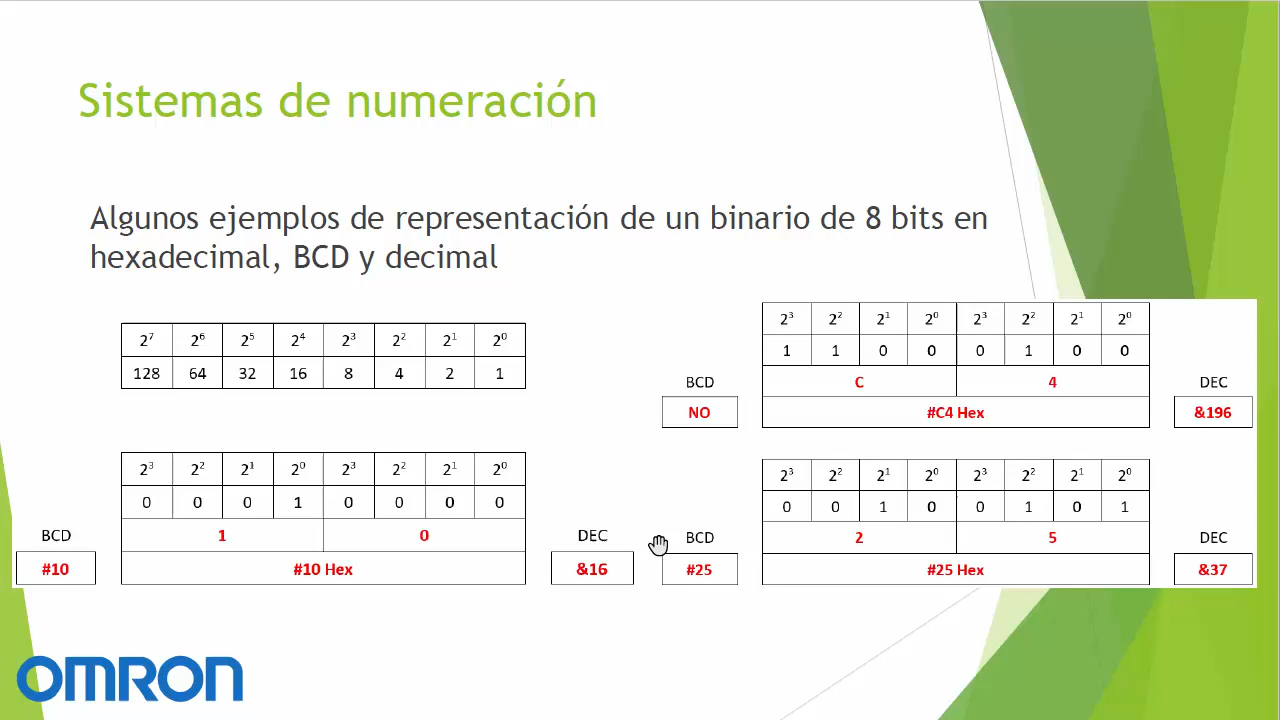 Sistemas de numeración
Algunos ejemplos de representación de un binario de 8 bits en
hexadecimal, BCD y decimal
2⁷ 2⁶ 2⁵ 2⁴ 2³ 2² 2¹ 2⁰
128 64 32 16 8 4 2 1
2³ 2² 2¹ 2⁰ 2³ 2² 2¹ 2⁰
1 1 0 0 0 1 0 0
BCD C 4 DEC
NO #C4 Hex &196
2³ 2² 2¹ 2⁰ 2³ 2² 2¹ 2⁰
0 0 0 1 0 0 0 0
BCD 1 0 DEC
#10 #10 Hex &16
2³ 2² 2¹ 2⁰ 2³ 2² 2¹ 2⁰
0 0 1 0 0 1 0 1
BCD 2 5 DEC
#25 #25 Hex &37
OMRON